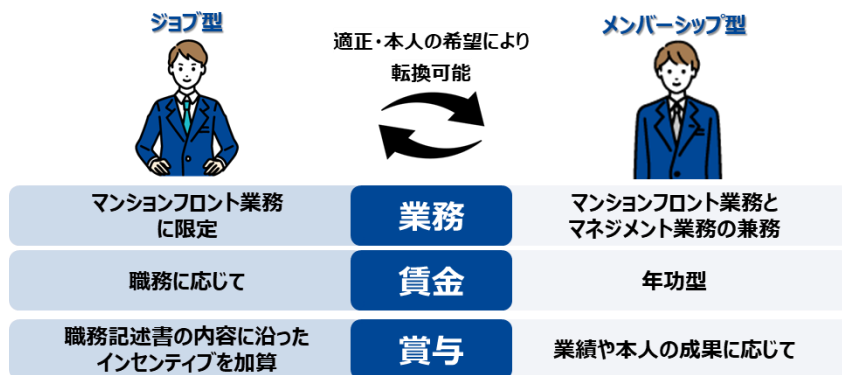 ジョブ型
適正・本人の希望により
転換可能
メンバーシップ型
マンションフロント業務
に限定
業務
マンションフロント業務と
マネジメント業務の兼務
職務に応じて
賃金
年功型
職務記述書の内容に沿った
インセンティブを加算
賞与
業績や本人の成果に応じて